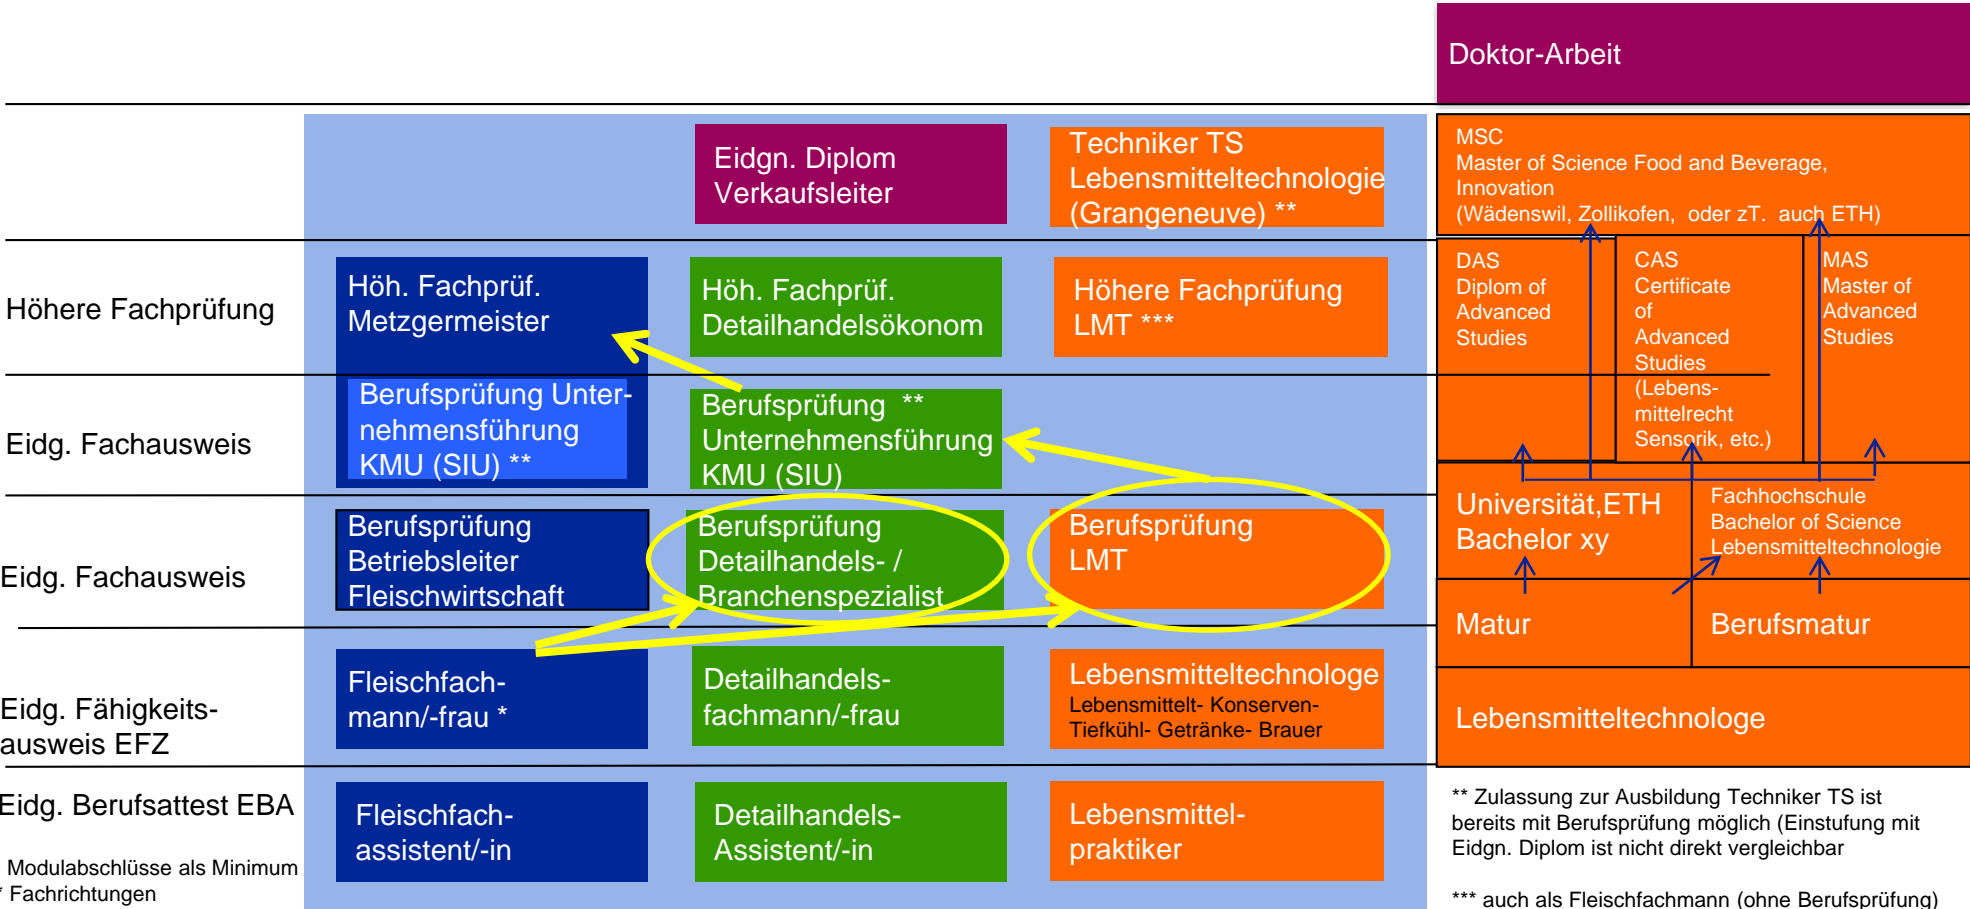 Doktor-Arbeit
Eidgn. Diplom
Verkaufsleiter
Techniker TS
Lebensmitteltechnologie
(Grangeneuve) **
MSC
Master of Science Food and Beverage,
Innovation
(Wädenswil, Zollikofen, oder zT. auch ETH)
Höhere Fachprüfung
Höh. Fachprüf.
Metzgermeister
Höh. Fachprüf.
Detailhandelsökonom
Höhere Fachprüfung
LMT ***
DAS
Diplom of
Advanced
Studies
CAS
Certificate
of
Advanced
Studies
(Lebens-
mittelrecht
Sensorik, etc.)
MAS
Master of
Advanced
Studies
Eidg. Fachausweis
Berufsprüfung Unter-
nehmensführung
KMU (SIU) **
Berufsprüfung **
Unternehmensführung
KMU (SIU)
Eidg. Fachausweis
Berufsprüfung
Betriebsleiter
Fleischwirtschaft
Berufsprüfung
Detailhandels- /
Branchenspezialist
Berufsprüfung
LMT
Universität,ETH
Bachelor xy
Fachhochschule
Bachelor of Science
Lebensmitteltechnologie
Matur
Berufsmatur
Eidg. Fähigkeits-
ausweis EFZ
Fleischfach-
mann/-frau *
Detailhandels-
fachmann/-frau
Lebensmitteltechnologe
Lebensmittelt- Konserven-
Tiefkühl- Getränke- Brauer
Lebensmitteltechnologe
Eidg. Berufsattest EBA
Fleischfach-
assistent/-in
Detailhandels-
Assistent/-in
Lebensmittel-
praktiker
Modulabschlüsse als Minimum
* Fachrichtungen
** Zulassung zur Ausbildung Techniker TS ist
bereits mit Berufsprüfung möglich (Einstufung mit
Eidgn. Diplom ist nicht direkt vergleichbar
*** auch als Fleischfachmann (ohne Berufsprüfung)